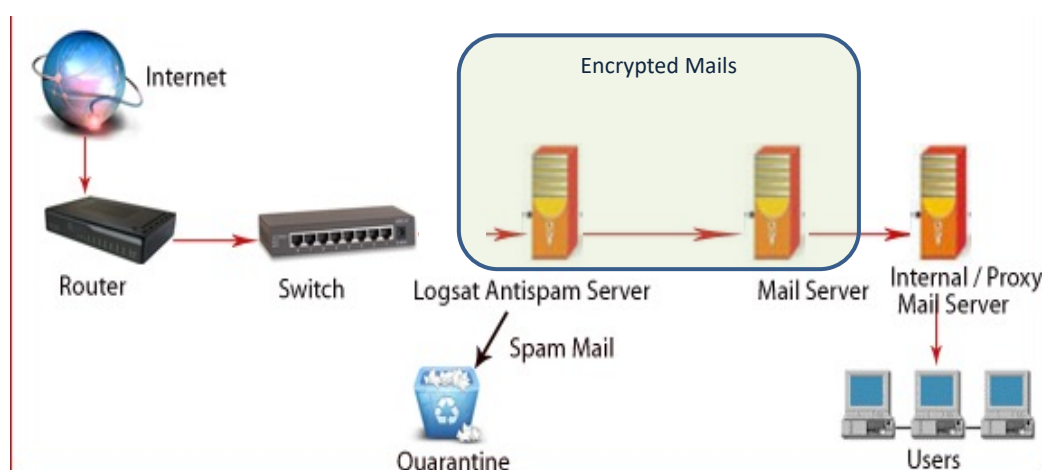 Encrypted Mails
Internet
Router
Switch
Logsat Antispam Server
Mail Server
Internal / Proxy
Mail Server
Spam Mail
Quarantine
Users